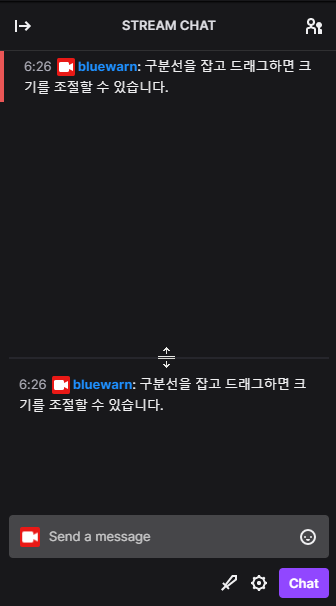 STREAM CHAT
6:26 bluewarn: 구분선을 잡고 드래그하면 크
기를 조절할 수 있습니다.
6:26 bluewarn: 구분선을 잡고 드래그하면 크
기를 조절할 수 있습니다.
Send a message
Chat